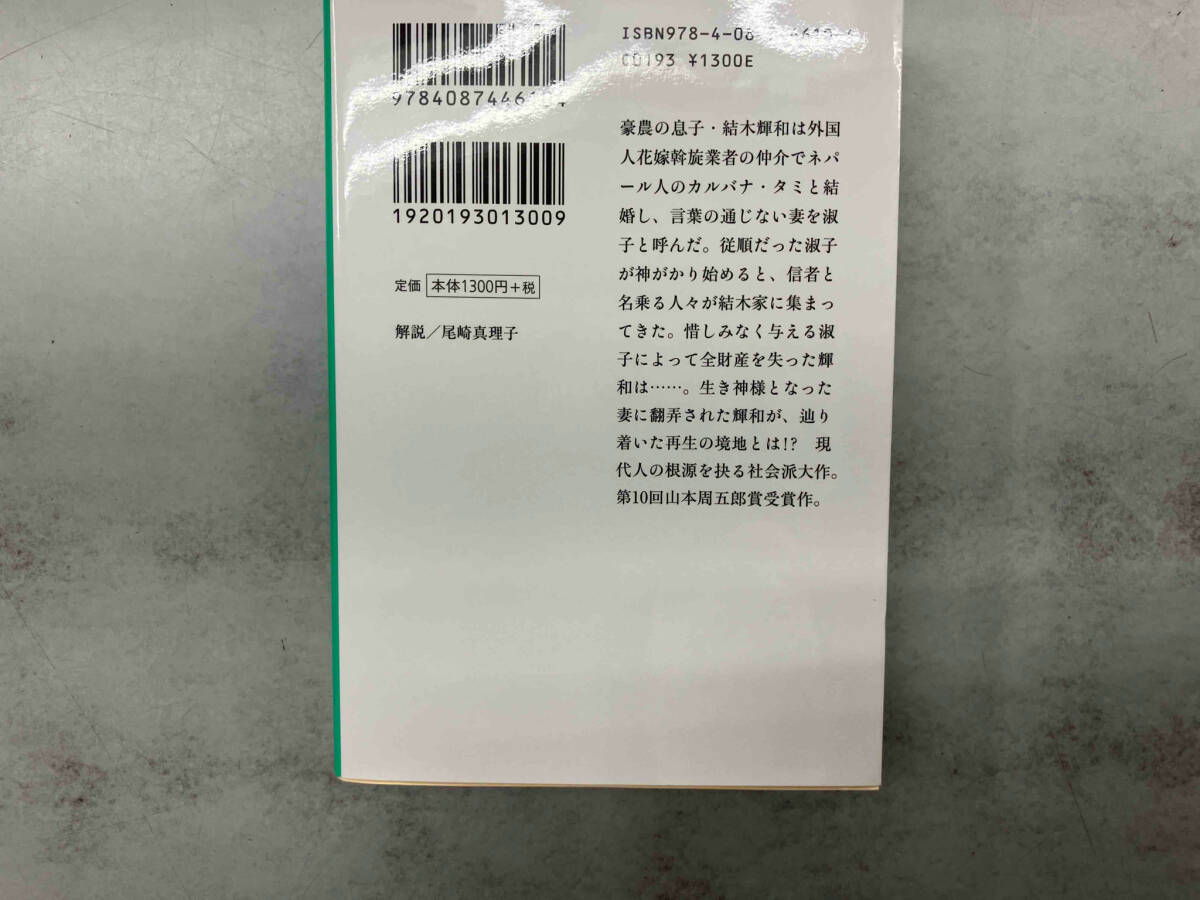 ISBN978-4-08
C0193 ¥1300E
9784087446
1920193013009
定価 本体1300円+税
解説／尾崎真理子
豪農の息子・結木輝和は外国
人花嫁斡旋業者の仲介でネパ
ール人のカルバナ・タミと結
婚し、言葉の通じない妻を淑
子と呼んだ。従順だった淑子
が神がかり始めると、信者と
名乗る人々が結木家に集まっ
てきた。惜しみなく与える淑
子によって全財産を失った輝
和は……。生き神様となった
妻に翻弄された輝和が、辿り
着いた再生の境地とは!?　現
代人の根源を抉る社会派大作。
第10回山本周五郎賞受賞作。